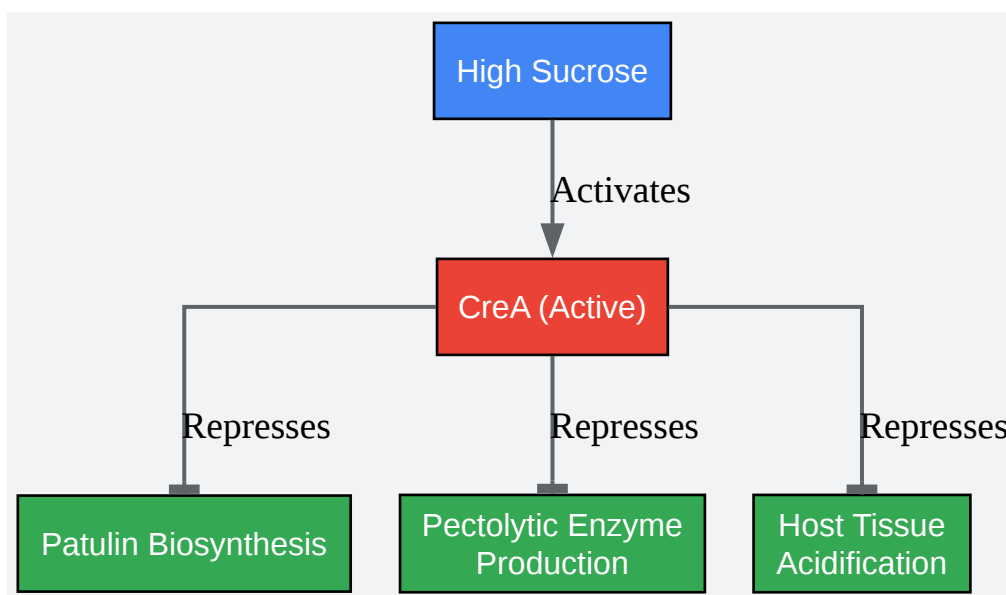 High Sucrose
Activates
CreA (Active)
Represses
Represses
Represses
Patulin Biosynthesis
Pectolytic Enzyme
Production
Host Tissue
Acidification